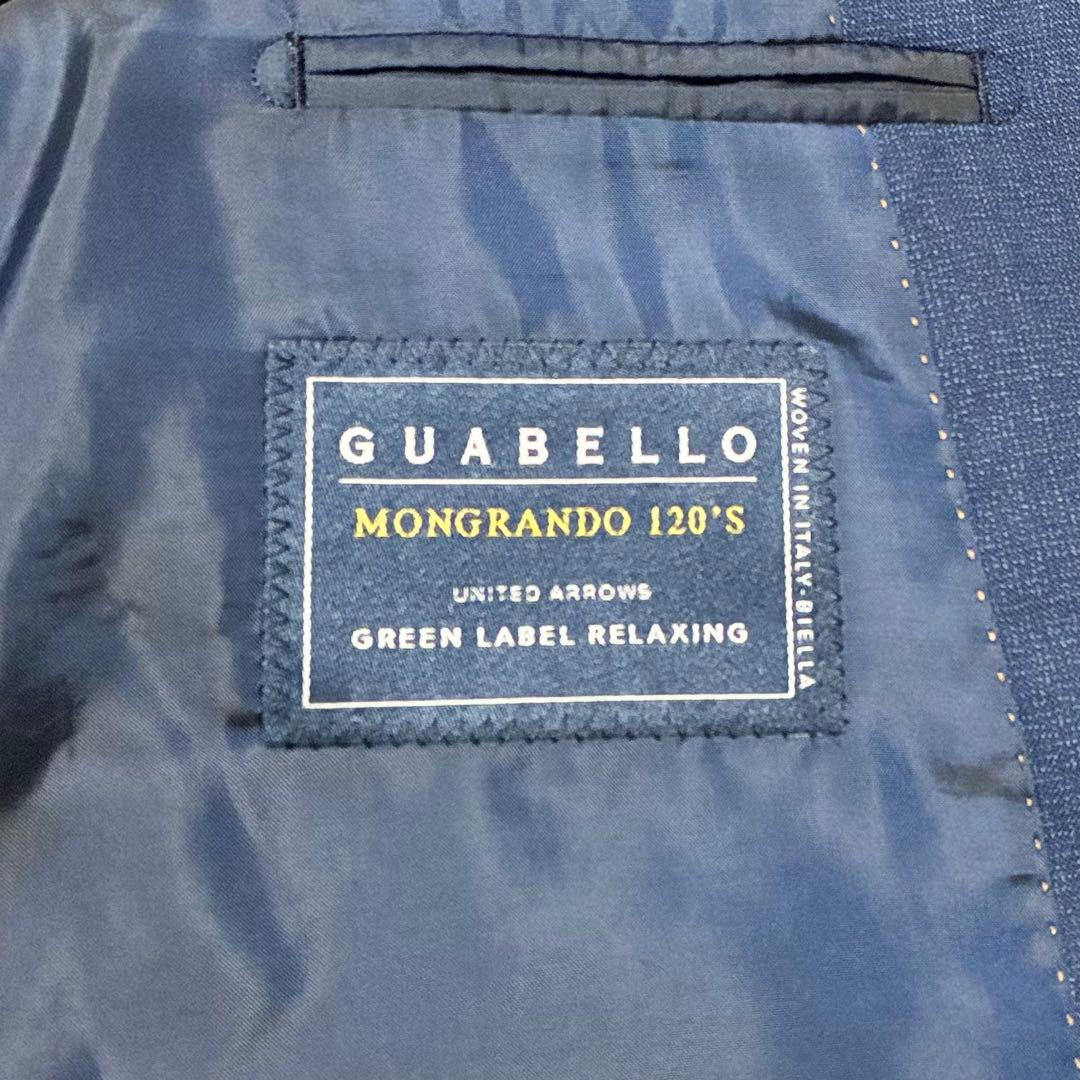 GUABELLO
MONGRANDO 120'S
UNITED ARROWS
GREEN LABEL RELAXING
WOVEN IN ITALY·BIELLA